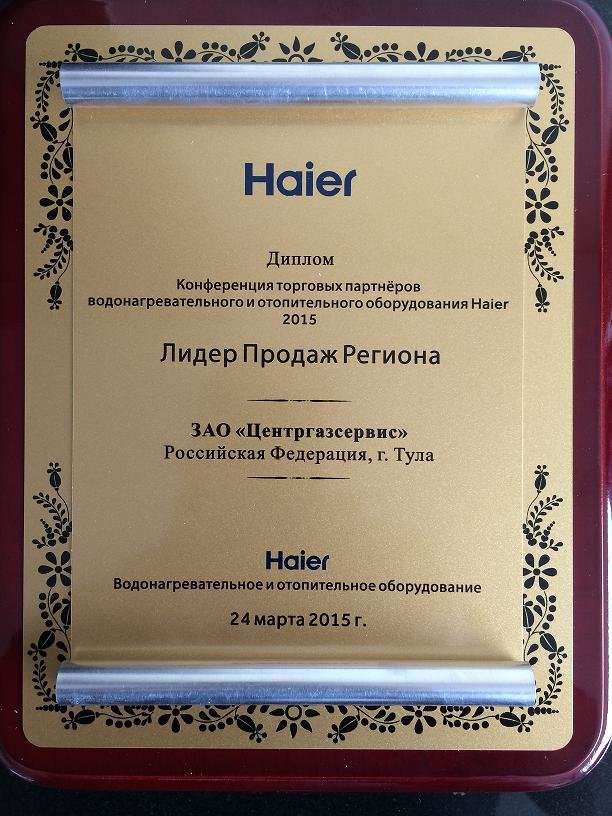 Haier
Диплом
Конференция торговых партнёров
водонагревательного и отопительного оборудования Haier
2015
Лидер Продаж Региона
ЗАО «Центргазсервис»
Российская Федерация, г. Тула
Haier
Водонагревательное и отопительное оборудование
24 марта 2015 г.